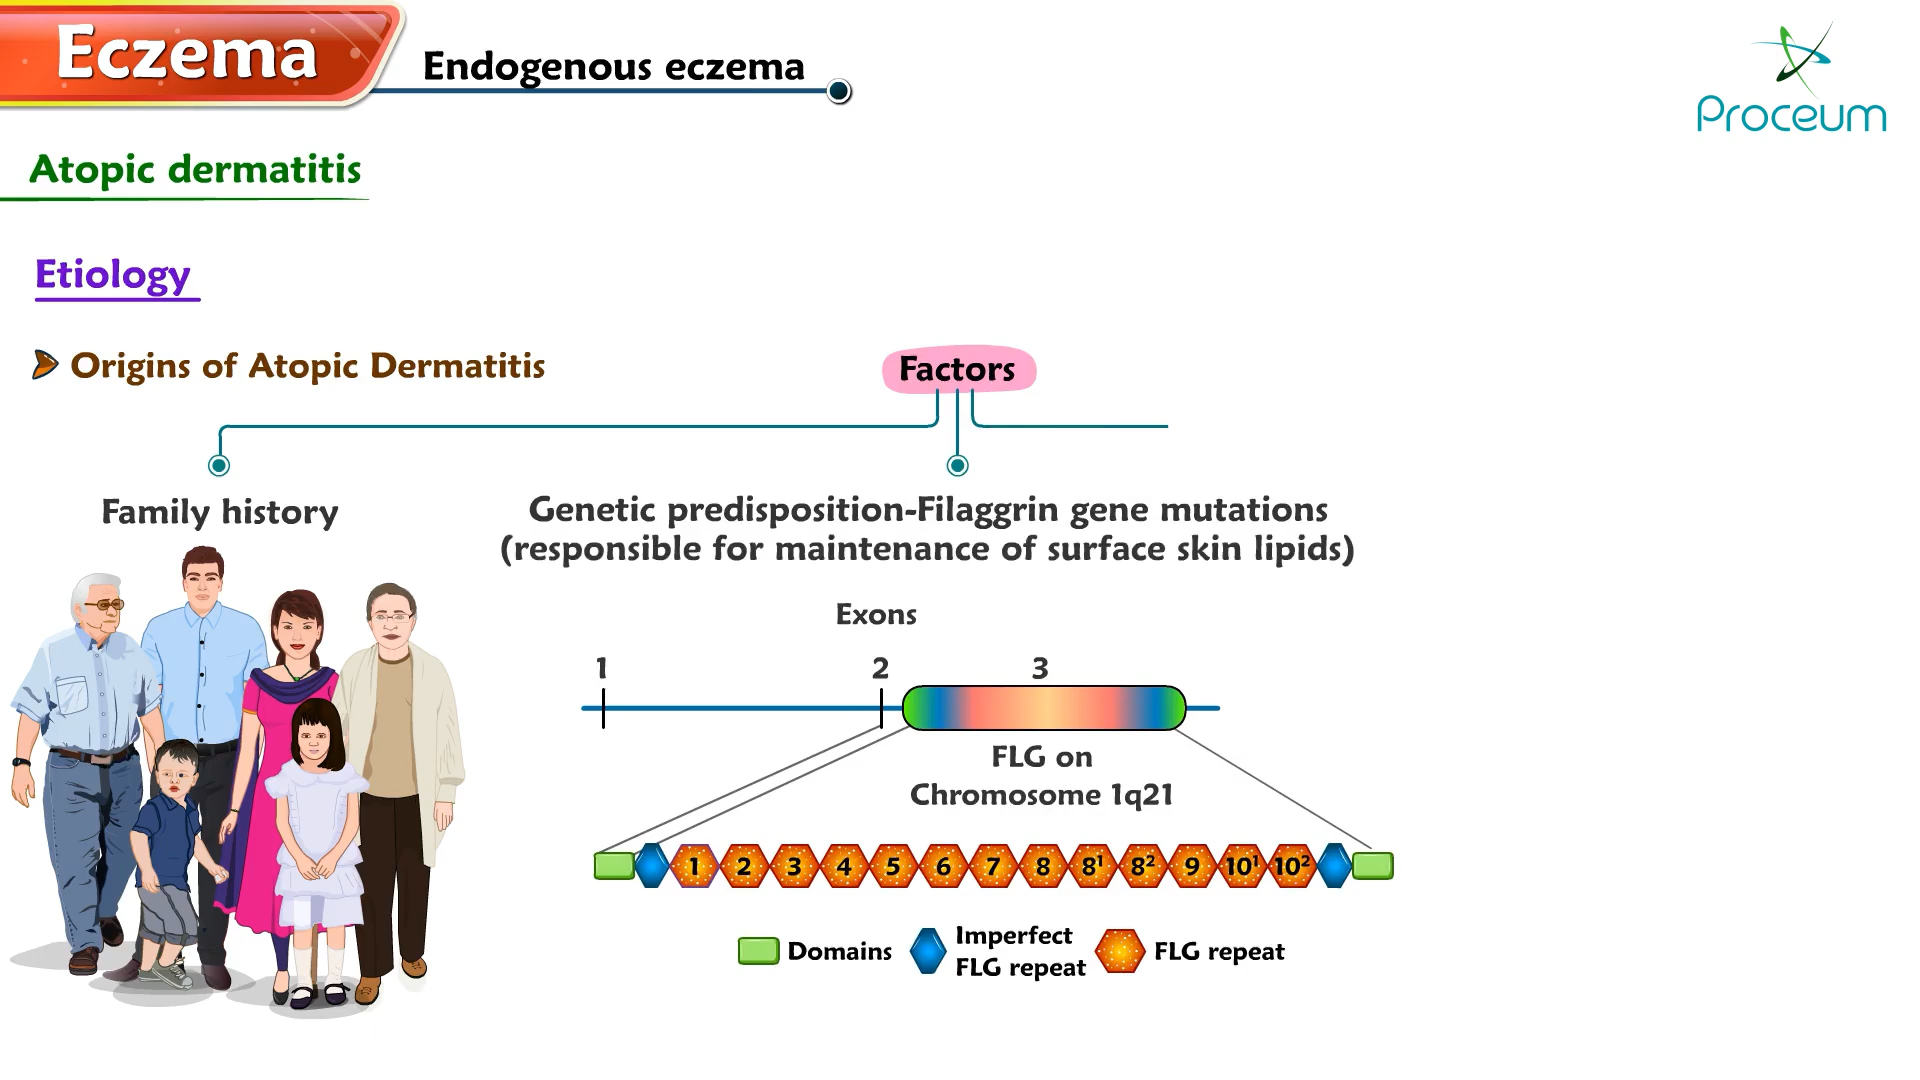 Eczema
Endogenous eczema
Proceum
Atopic dermatitis
Etiology
Origins of Atopic Dermatitis
Factors
Family history
Genetic predisposition-Filaggrin gene mutations
(responsible for maintenance of surface skin lipids)
Exons
1 2 3
FLG on
Chromosome 1q21
1 2 3 4 5 6 7 8 8¹ 8² 9 10¹ 10²
Domains
Imperfect
FLG repeat
FLG repeat